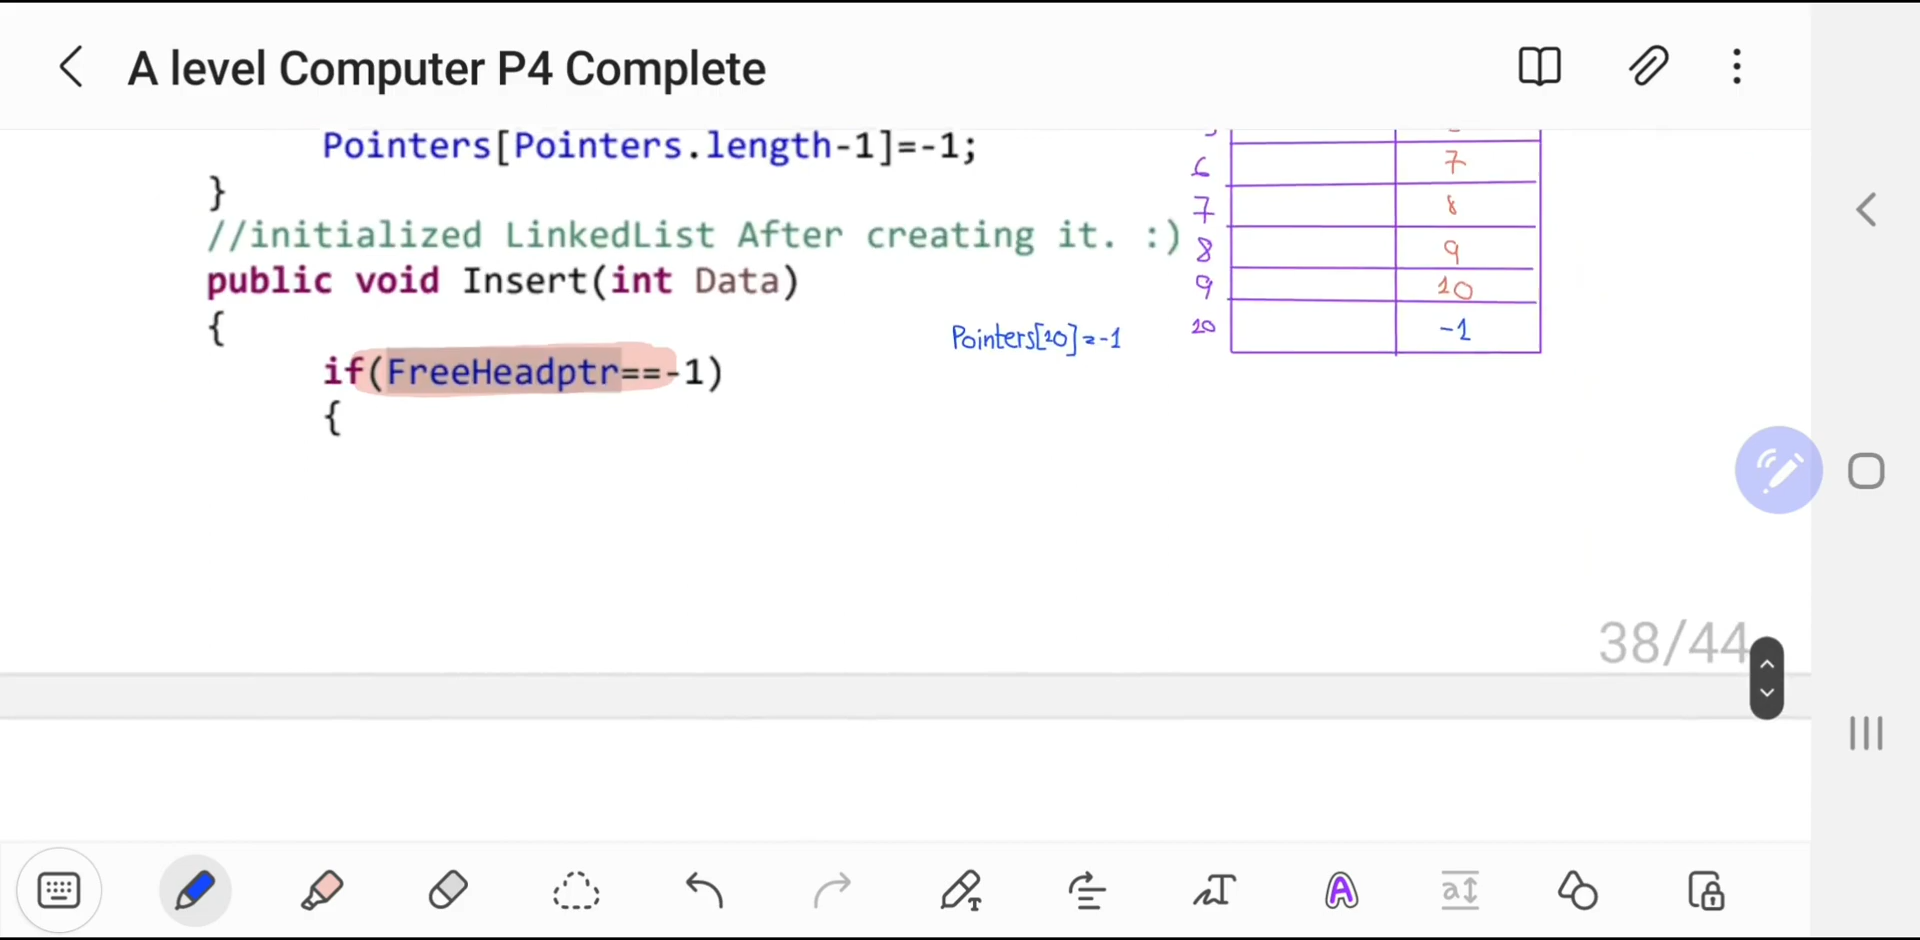 A level Computer P4 Complete
Pointers[Pointers.length-1]=-1;
}
//initialized LinkedList After creating it. :)
public void Insert(int Data)
{
if(FreeHeadptr==-1)
{
Pointers[10]=-1
6 7
7 8
8 9
9 10
10 -1
38/44